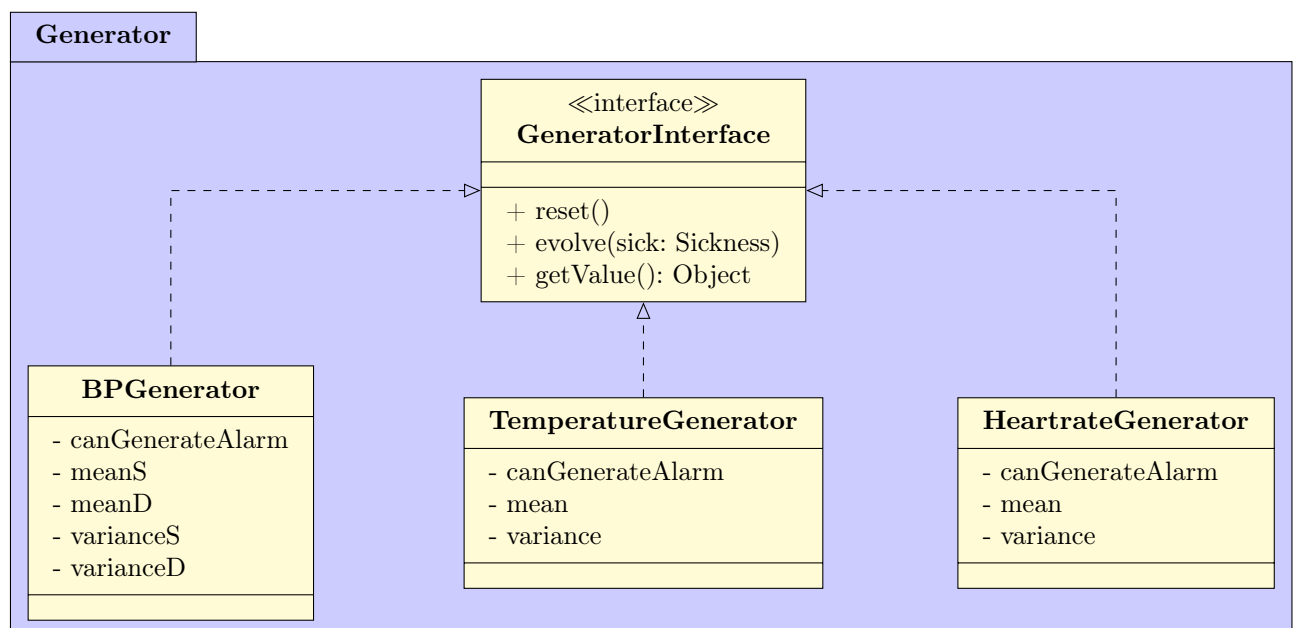 Generator
≪interface≫
GeneratorInterface
+ reset()
+ evolve(sick: Sickness)
+ getValue(): Object
BPGenerator
- canGenerateAlarm
- meanS
- meanD
- varianceS
- varianceD
TemperatureGenerator
- canGenerateAlarm
- mean
- variance
HeartrateGenerator
- canGenerateAlarm
- mean
- variance